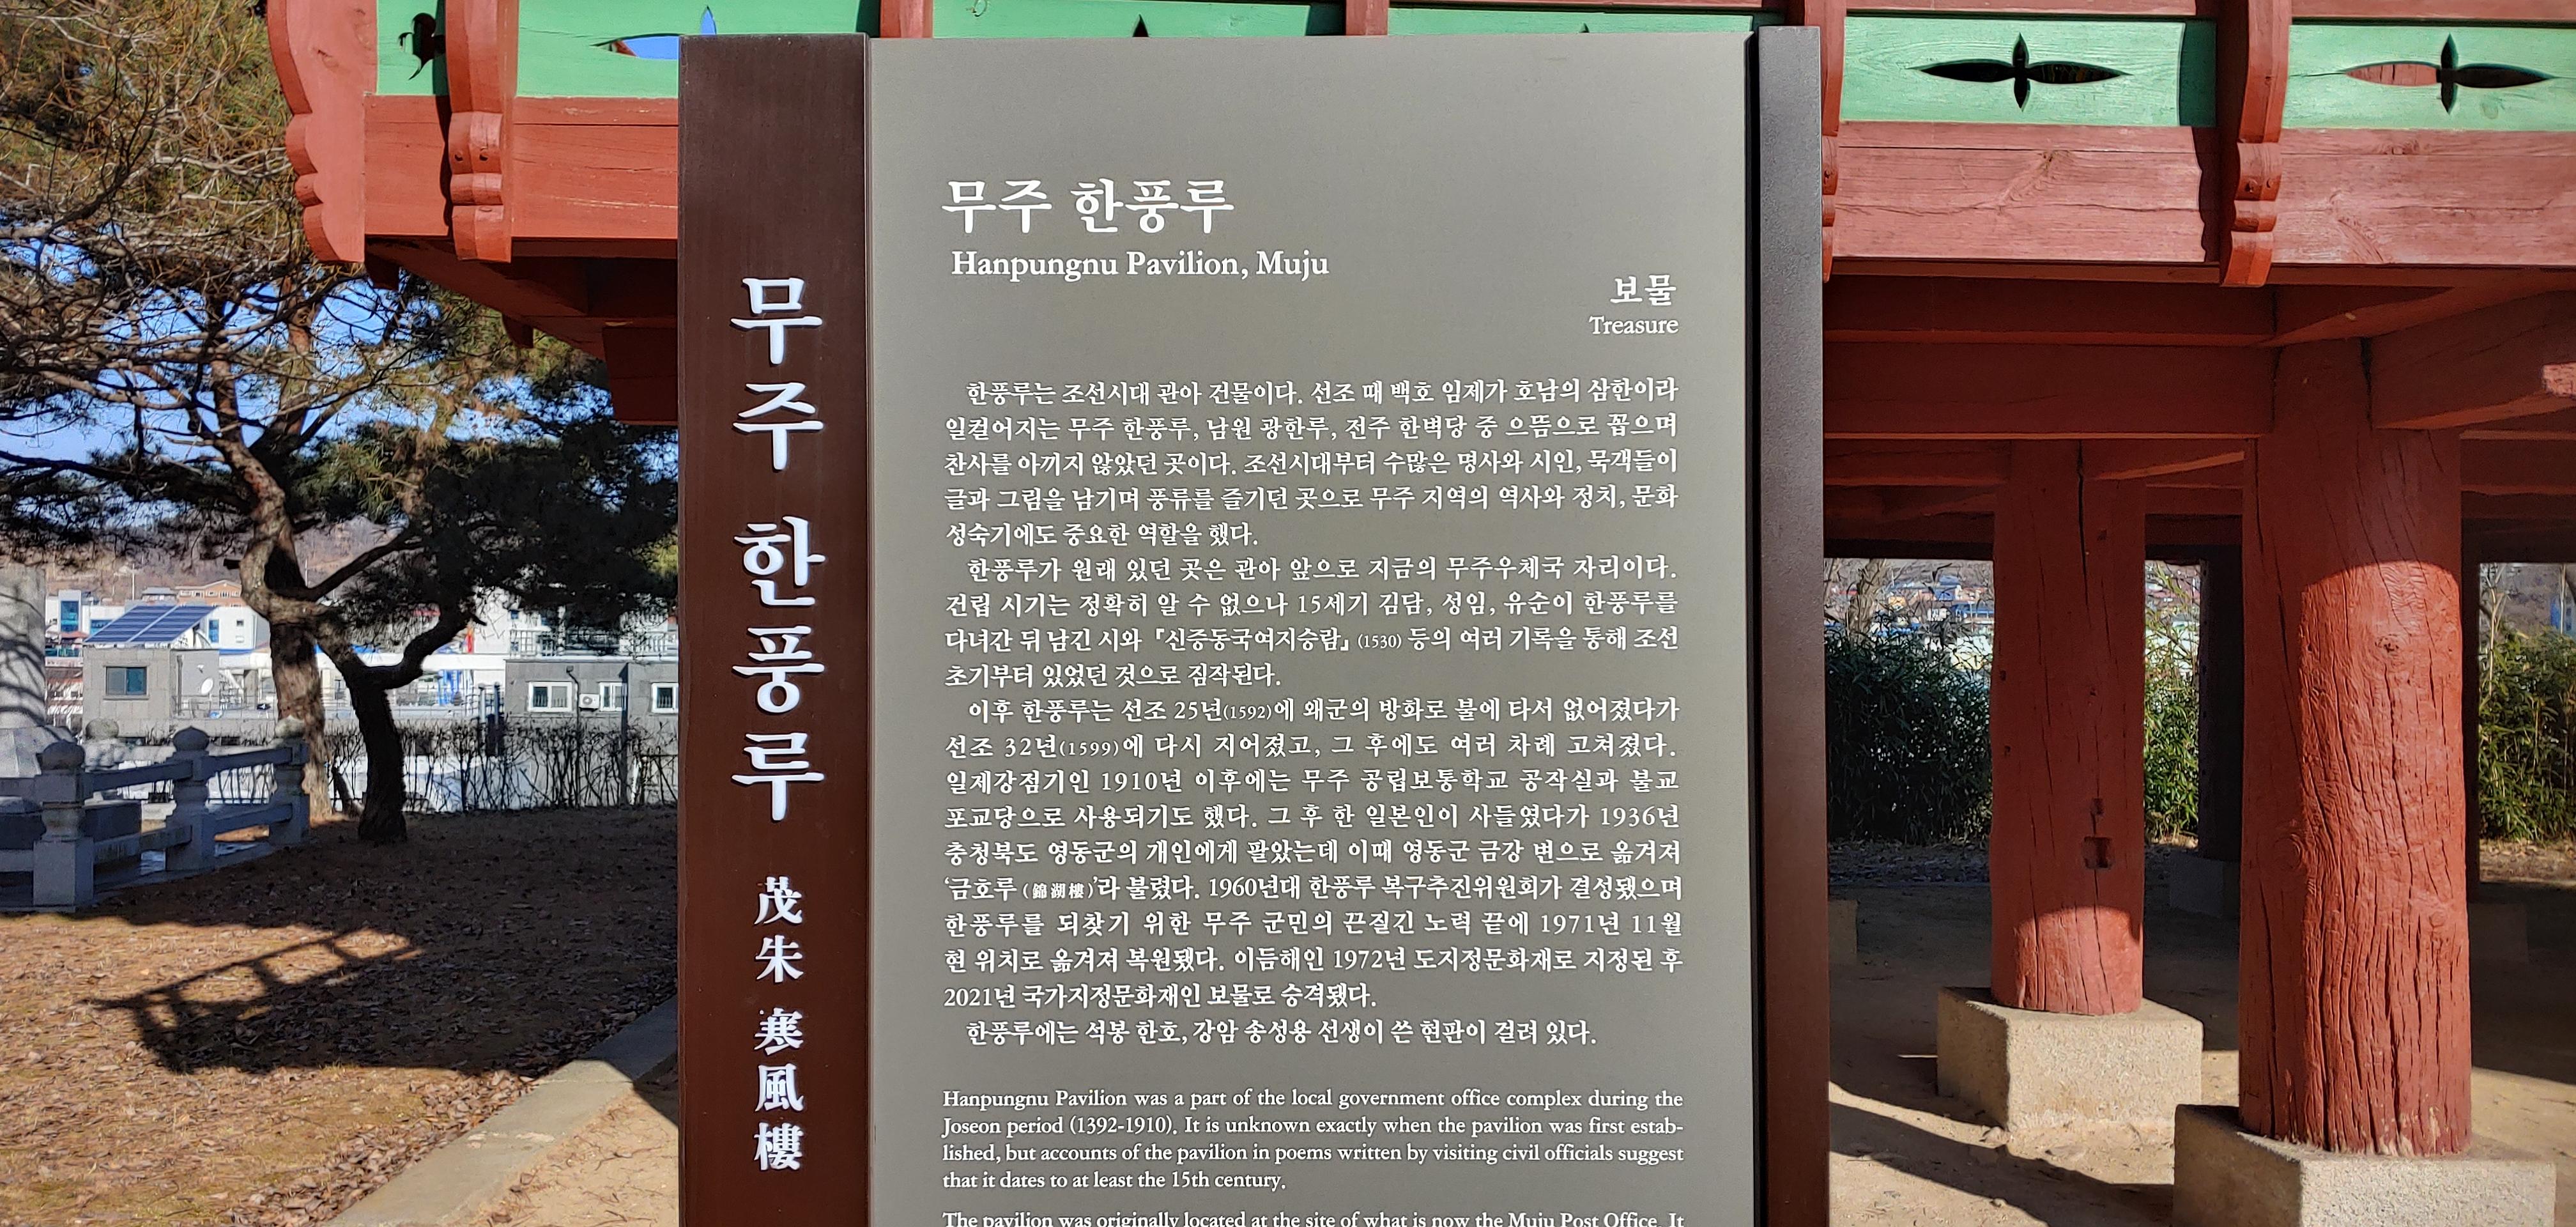 무주 한풍루
茂朱 寒風樓
무주 한풍루
Hanpungnu Pavilion, Muju
보물
Treasure
한풍루는 조선시대 관아 건물이다. 선조 때 백호 임제가 호남의 삼한이라
일컬어지는 무주 한풍루, 남원 광한루, 전주 한벽당 중 으뜸으로 꼽으며
찬사를 아끼지 않았던 곳이다. 조선시대부터 수많은 명사와 시인, 묵객들이
글과 그림을 남기며 풍류를 즐기던 곳으로 무주 지역의 역사와 정치, 문화
성숙기에도 중요한 역할을 했다.
한풍루가 원래 있던 곳은 관아 앞으로 지금의 무주우체국 자리이다.
건립 시기는 정확히 알 수 없으나 15세기 김담, 성임, 유순이 한풍루를
다녀간 뒤 남긴 시와 『신증동국여지승람』(1530) 등의 여러 기록을 통해 조선
초기부터 있었던 것으로 짐작된다.
이후 한풍루는 선조 25년(1592)에 왜군의 방화로 불에 타서 없어졌다가
선조 32년(1599)에 다시 지어졌고, 그 후에도 여러 차례 고쳐졌다.
일제강점기인 1910년 이후에는 무주 공립보통학교 공작실과 불교
포교당으로 사용되기도 했다. 그 후 한 일본인이 사들였다가 1936년
충청북도 영동군의 개인에게 팔았는데 이때 영동군 금강 변으로 옮겨져
‘금호루(錦湖樓)’라 불렸다. 1960년대 한풍루 복구추진위원회가 결성됐으며
한풍루를 되찾기 위한 무주 군민의 끈질긴 노력 끝에 1971년 11월
현 위치로 옮겨져 복원됐다. 이듬해인 1972년 도지정문화재로 지정된 후
2021년 국가지정문화재인 보물로 승격됐다.
한풍루에는 석봉 한호, 강암 송성용 선생이 쓴 현판이 걸려 있다.
Hanpungnu Pavilion was a part of the local government office complex during the
Joseon period (1392-1910). It is unknown exactly when the pavilion was first estab-
lished, but accounts of the pavilion in poems written by visiting civil officials suggest
that it dates to at least the 15th century.
The pavilion was originally located at the site of what is now the Muju Post Office. It